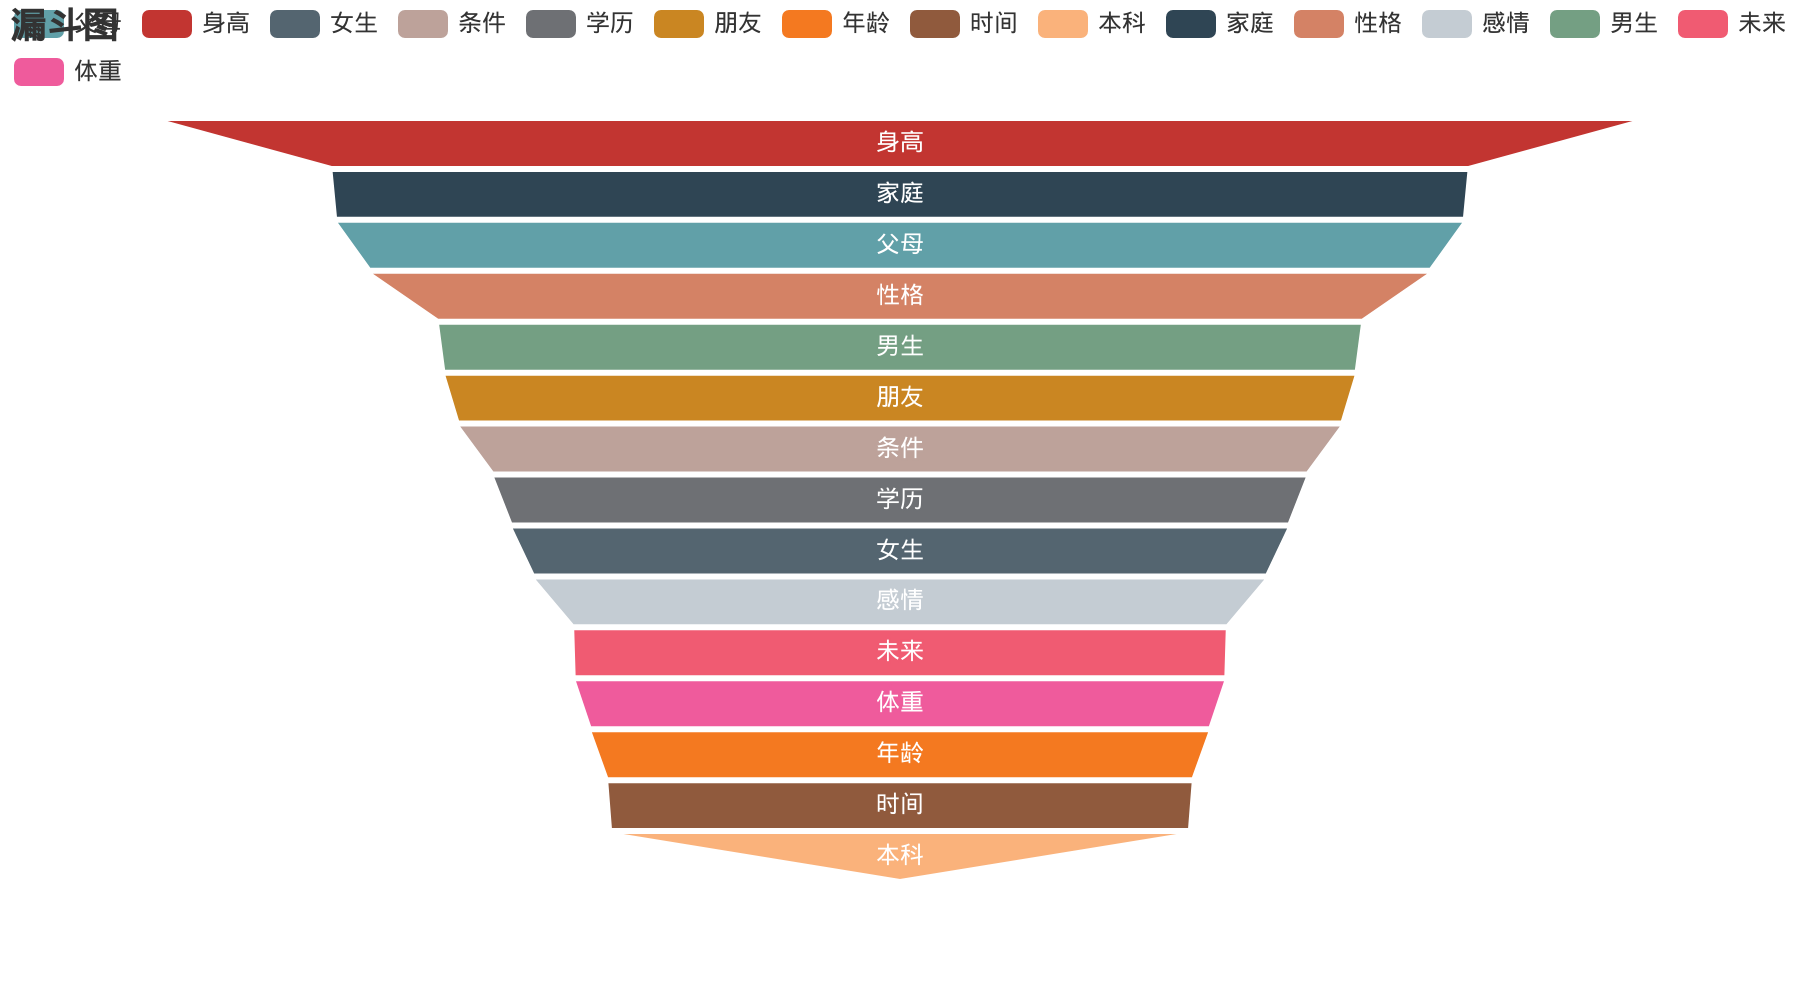 漏斗图
父母 身高 女生 条件 学历 朋友 年龄 时间 本科 家庭 性格 感情 男生 未来
体重
身高
家庭
父母
性格
男生
朋友
条件
学历
女生
感情
未来
体重
年龄
时间
本科